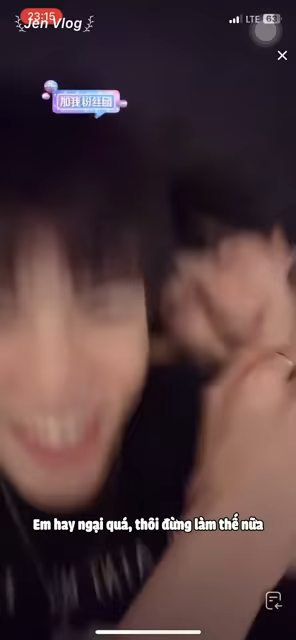 23:15
Jen Vlog
LTE 63
加我粉丝团
Em hay ngại quá, thôi đừng làm thế nữa